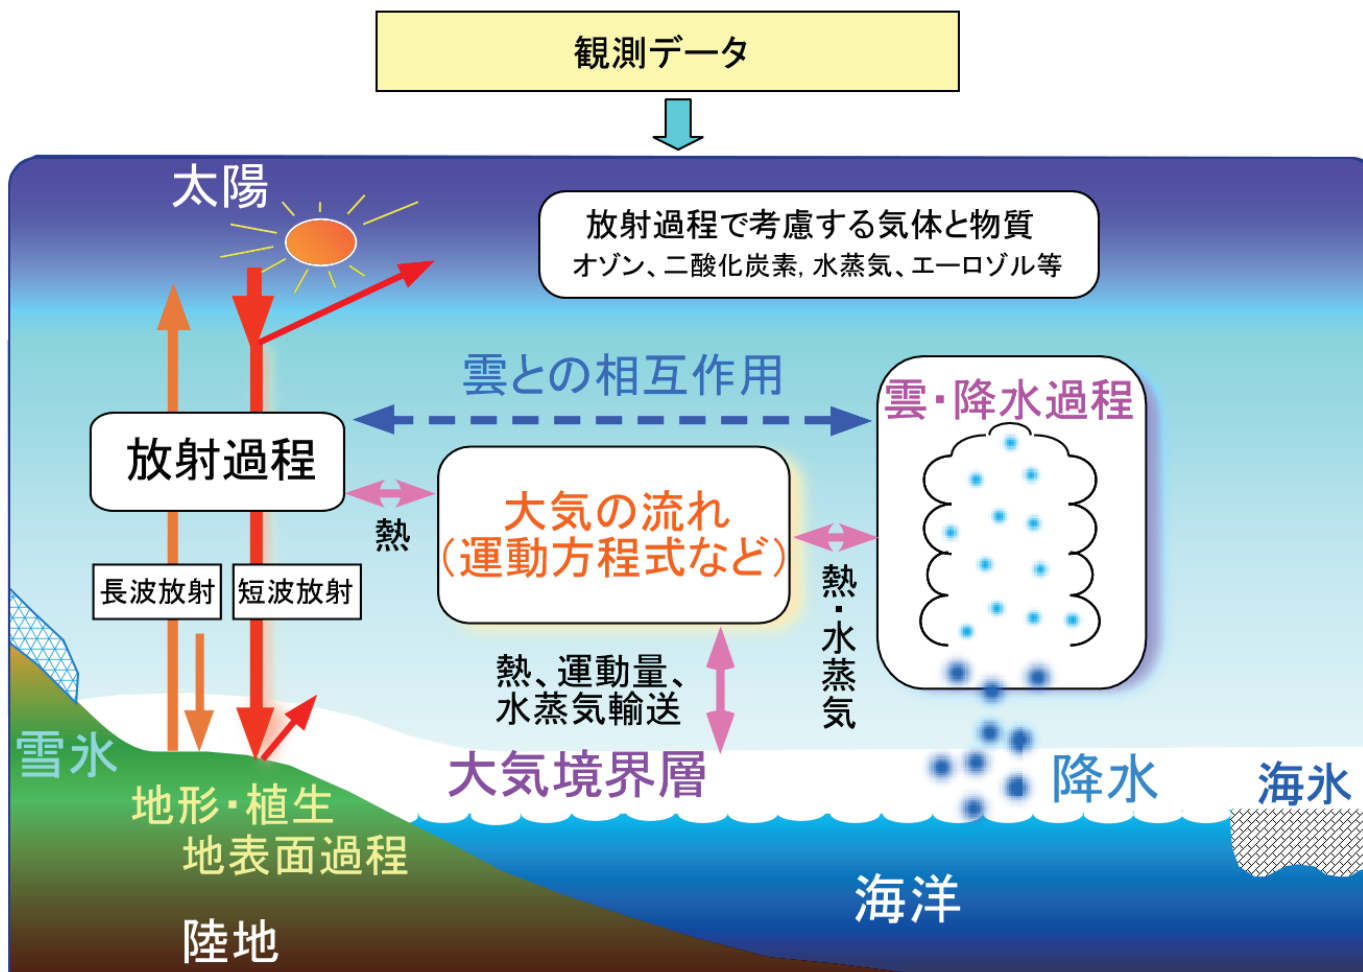 観測データ
太陽
放射過程で考慮する気体と物質
オゾン、二酸化炭素, 水蒸気、エーロゾル等
雲との相互作用
雲・降水過程
放射過程
熱
大気の流れ
(運動方程式など)
熱・水蒸気
長波放射
短波放射
熱、運動量、
水蒸気輸送
雪氷
大気境界層
降水
海氷
地形・植生
地表面過程
海洋
陸地